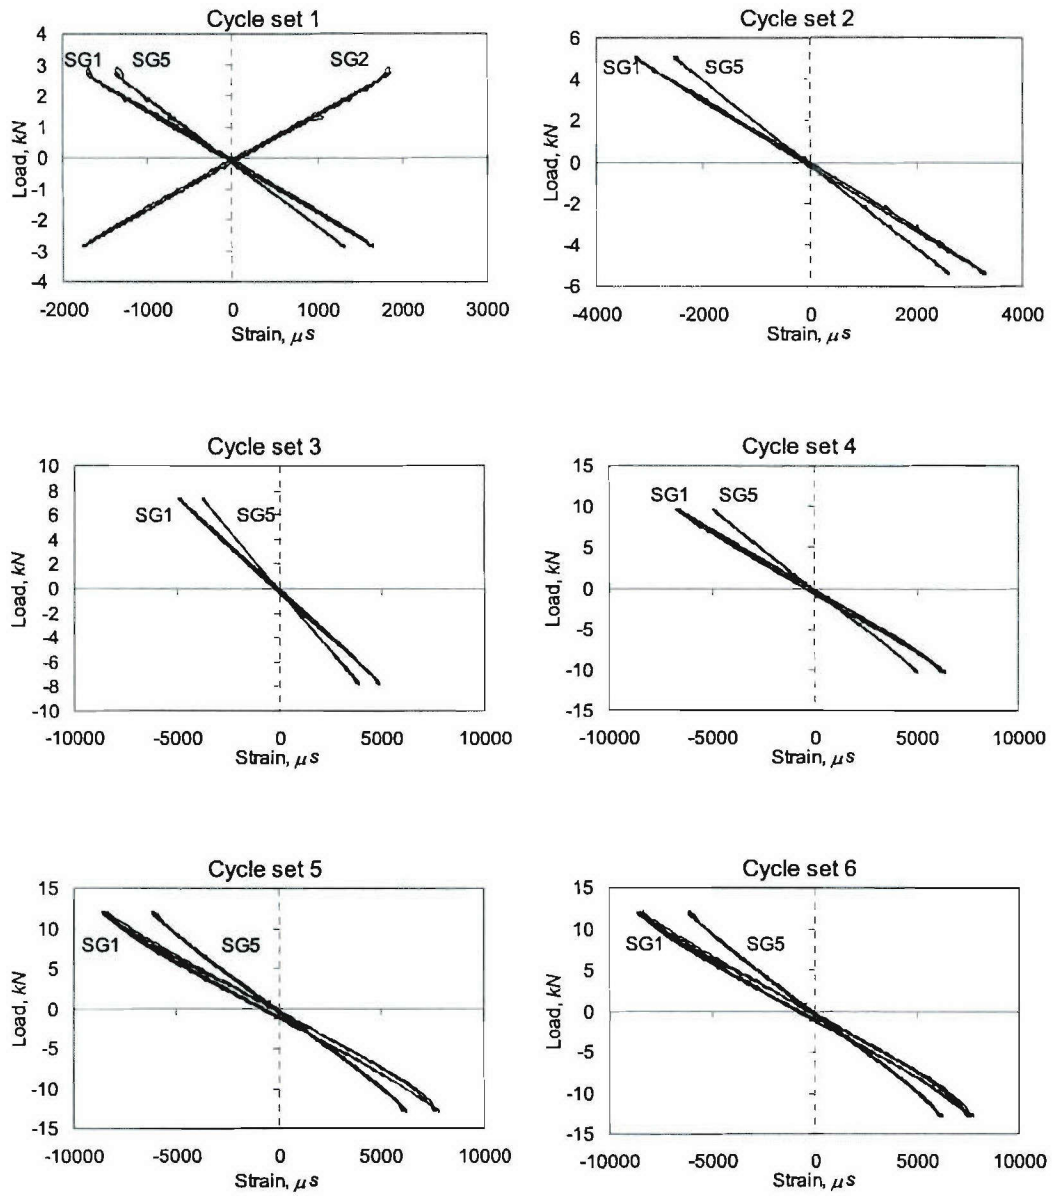 Cycle set 1
SG1
SG5
SG2
4
3
2
1
0
-1
-2
-3
-4
Load, kN
-2000 -1000 0 1000 2000 3000
Strain, μs
Cycle set 2
SG1
SG5
6
4
2
0
-2
-4
-6
Load, kN
-4000 -2000 0 2000 4000
Strain, μs
Cycle set 3
SG1
SG5
10
8
6
4
2
0
-2
-4
-6
-8
-10
Load, kN
-10000 -5000 0 5000 10000
Strain, μs
Cycle set 4
SG1
SG5
15
10
5
0
-5
-10
-15
Load, kN
-10000 -5000 0 5000 10000
Strain, μs
Cycle set 5
SG1
SG5
15
10
5
0
-5
-10
-15
Load, kN
-10000 -5000 0 5000 10000
Strain, μs
Cycle set 6
SG1
SG5
15
10
5
0
-5
-10
-15
Load, kN
-10000 -5000 0 5000 10000
Strain, μs